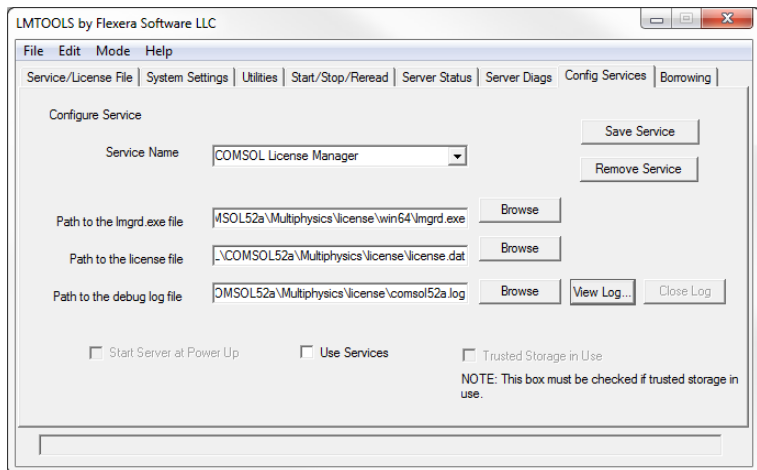 LMTOOLS by Flexera Software LLC
File Edit Mode Help
Service/License File System Settings Utilities Start/Stop/Reread Server Status Server Diags Config Services Borrowing
Configure Service
Save Service
Service Name COMSOL License Manager
Remove Service
Path to the lmgrd.exe file MSOL52a\Multiphysics\license\win64\lmgrd.exe Browse
Path to the license file _\COMSOL52a\Multiphysics\license\license.dat Browse
Path to the debug log file OMSOL52a\Multiphysics\license\comsol52a.log Browse View Log... Close Log
Start Server at Power Up Use Services Trusted Storage in Use
NOTE: This box must be checked if trusted storage in
use.